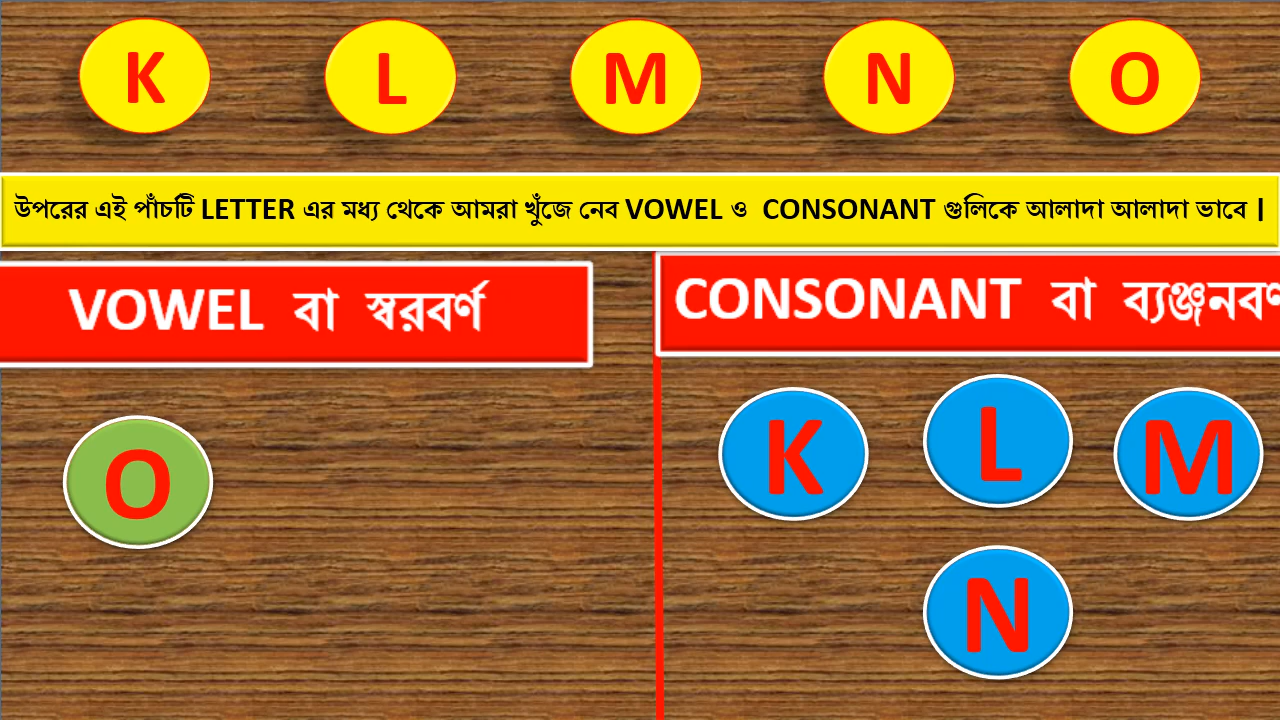 K L M N O
উপরের এই পাঁচটি LETTER এর মধ্য থেকে আমরা খুঁজে নেব VOWEL ও CONSONANT গুলিকে আলাদা আলাদা ভাবে |
VOWEL বা স্বরবর্ণ
CONSONANT বা
O
K L M
N